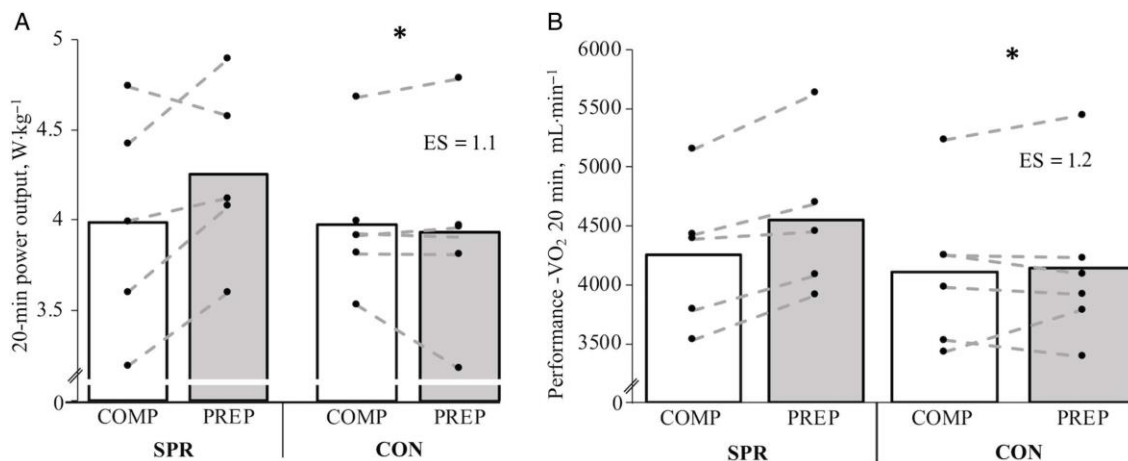 A
20-min power output, W·kg⁻¹
5
4.5
4
3.5
0
*
ES = 1.1
COMP PREP COMP PREP
SPR CON
B
Performance -VO₂ 20 min, mL·min⁻¹
6000
5500
5000
4500
4000
3500
0
*
ES = 1.2
COMP PREP COMP PREP
SPR CON